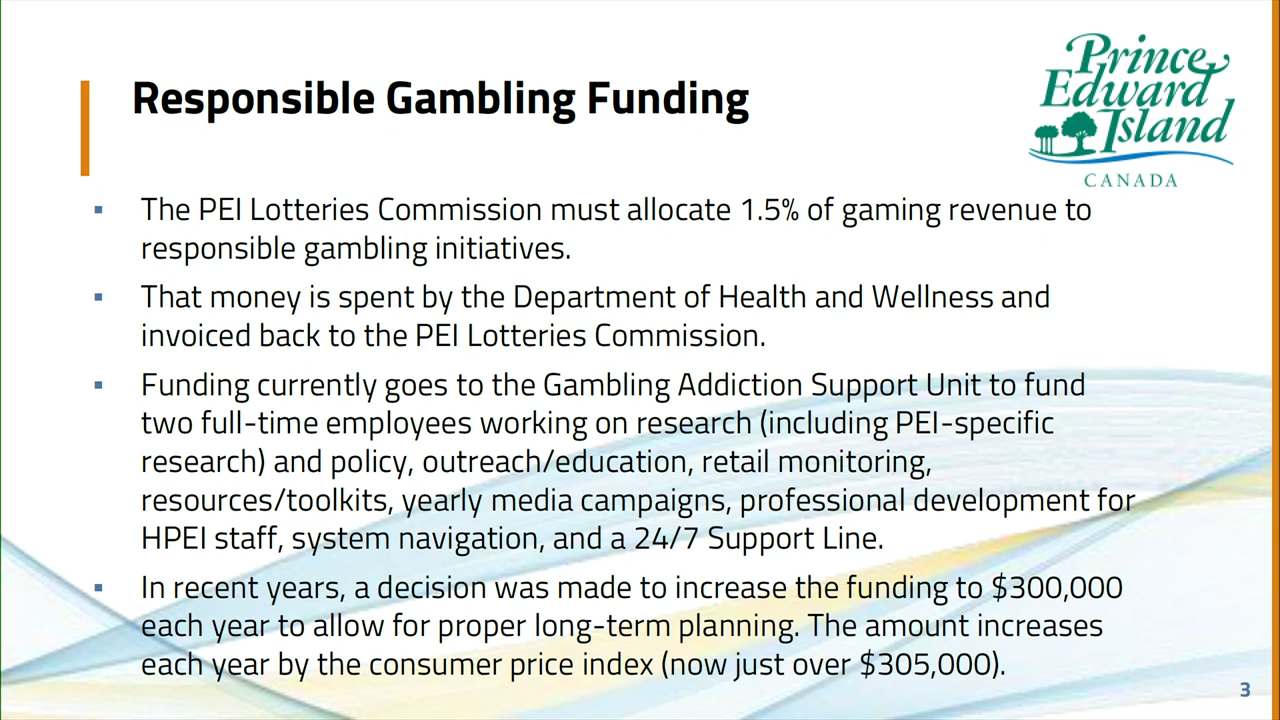 Responsible Gambling Funding
Prince
Edward
Island
CANADA
▪ The PEI Lotteries Commission must allocate 1.5% of gaming revenue to
responsible gambling initiatives.
▪ That money is spent by the Department of Health and Wellness and
invoiced back to the PEI Lotteries Commission.
▪ Funding currently goes to the Gambling Addiction Support Unit to fund
two full-time employees working on research (including PEI-specific
research) and policy, outreach/education, retail monitoring,
resources/toolkits, yearly media campaigns, professional development for
HPEI staff, system navigation, and a 24/7 Support Line.
▪ In recent years, a decision was made to increase the funding to $300,000
each year to allow for proper long-term planning. The amount increases
each year by the consumer price index (now just over $305,000).
3